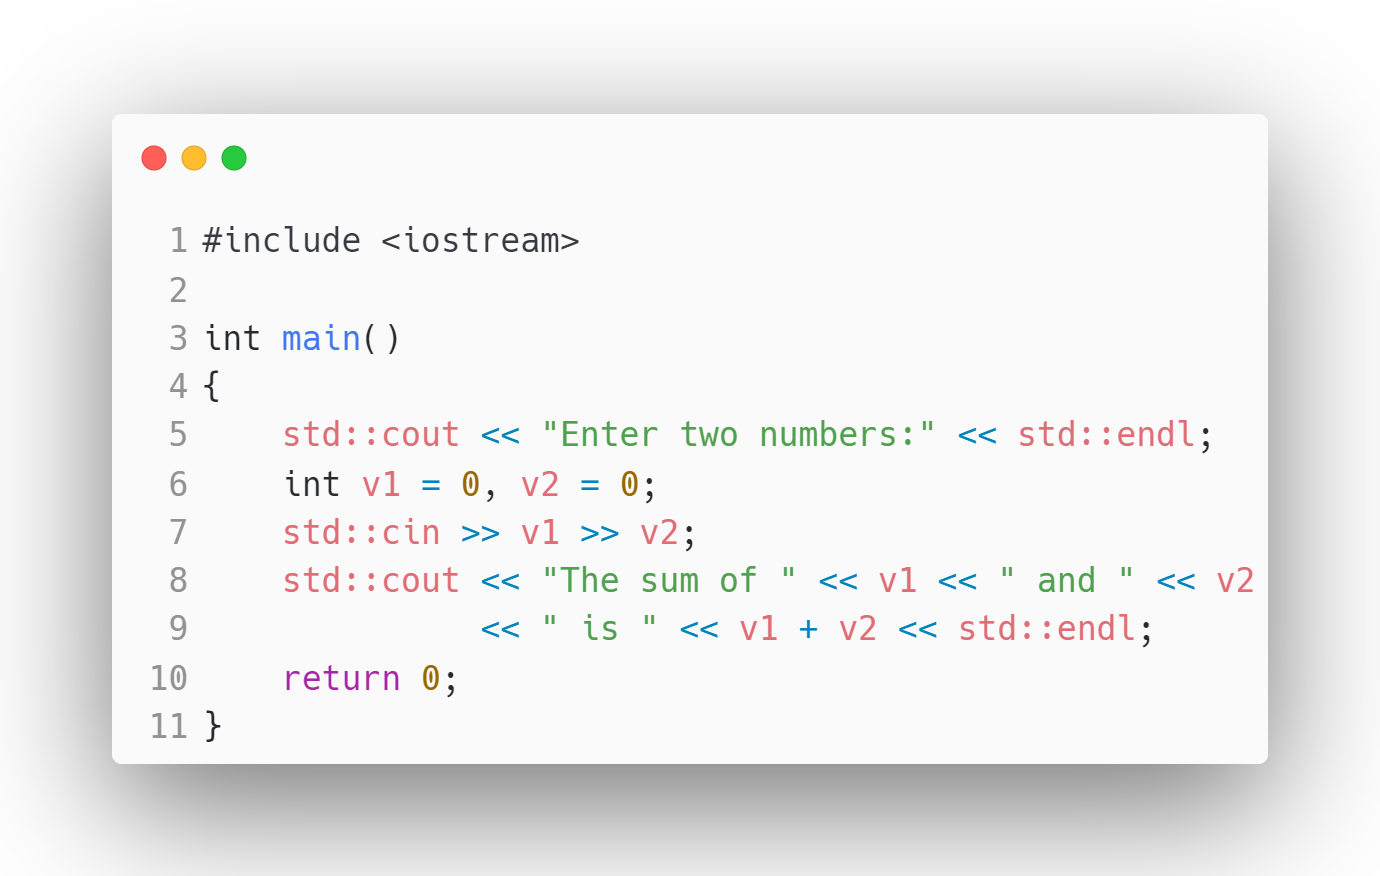 1 #include <iostream>
2
3 int main()
4 {
5     std::cout << "Enter two numbers:" << std::endl;
6     int v1 = 0, v2 = 0;
7     std::cin >> v1 >> v2;
8     std::cout << "The sum of " << v1 << " and " << v2
9               << " is " << v1 + v2 << std::endl;
10     return 0;
11 }